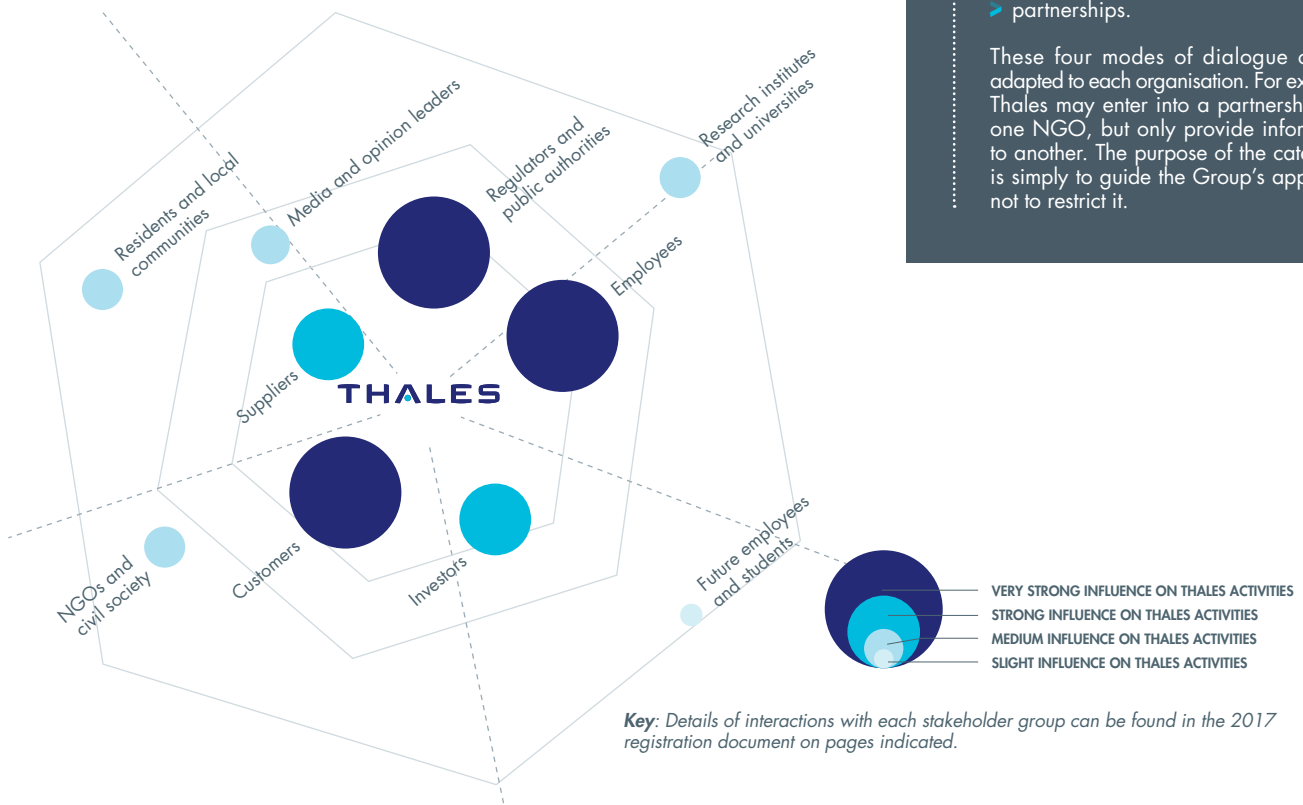 > partnerships.
These four modes of dialogue
adapted to each organisation. For
Thales may enter into a
one NGO, but only provide
to another. The purpose of the
is simply to guide the Group's
not to restrict it.
Research institutes
and universities
Media and opinion leaders
Regulators and
public authorities
Residents and local
communities
Employees
Suppliers
THALES
NGOs and
civil society
Customers
Investors
Future employees
and students
VERY STRONG INFLUENCE ON THALES ACTIVITIES
STRONG INFLUENCE ON THALES ACTIVITIES
MEDIUM INFLUENCE ON THALES ACTIVITIES
SLIGHT INFLUENCE ON THALES ACTIVITIES
Key: Details of interactions with each stakeholder group can be found in the 2017
registration document on pages indicated.